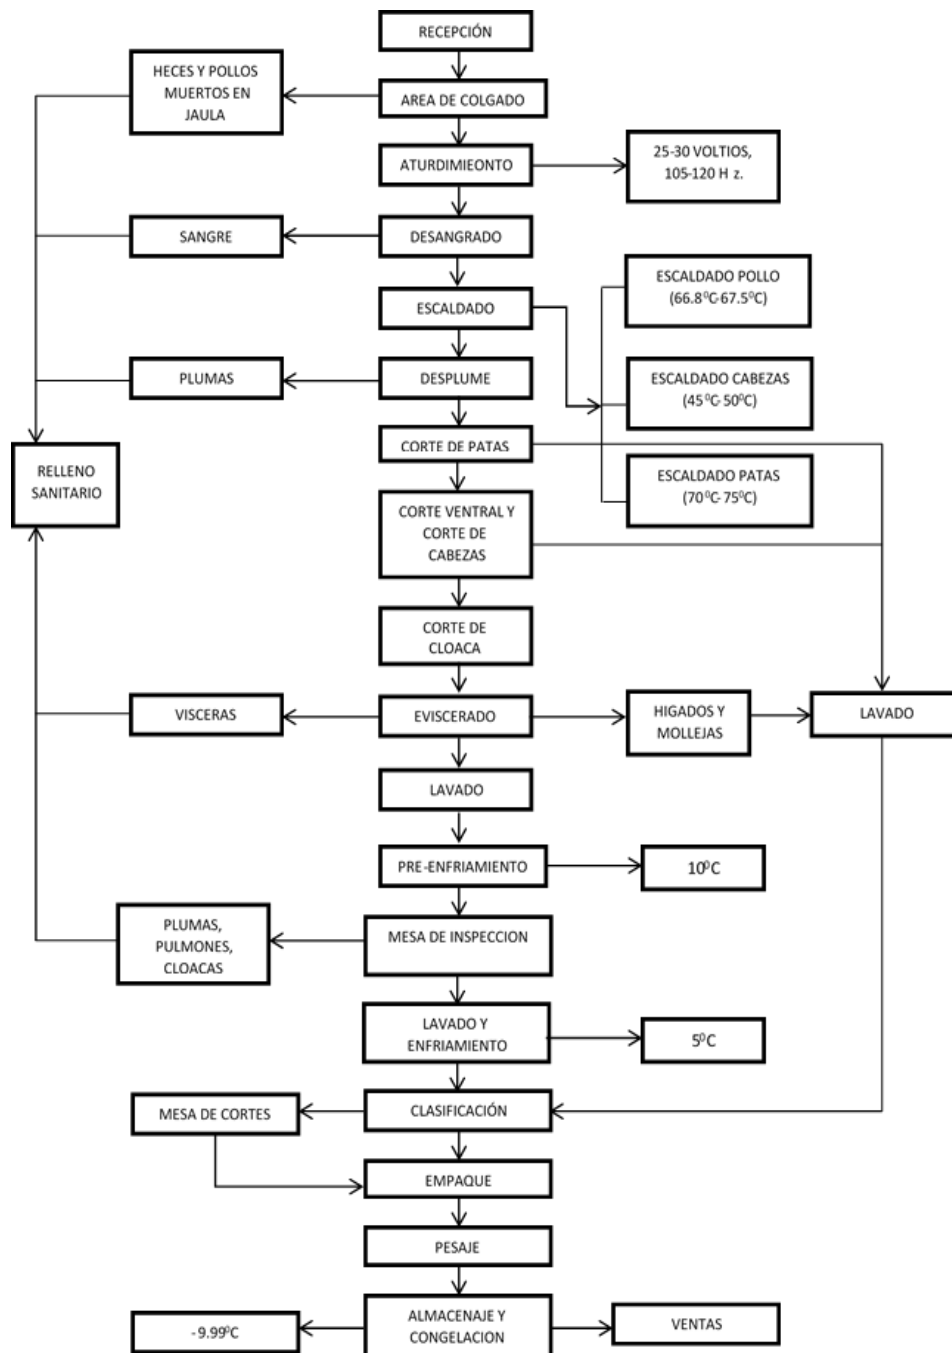 RECEPCIÓN
HECES Y POLLOS
MUERTOS EN
JAULA
AREA DE COLGADO
ATURDIMIEONTO
25-30 VOLTIOS,
105-120 H z.
SANGRE
DESANGRADO
ESCALDADO POLLO
(66.8⁰C-67.5⁰C)
ESCALDADO
PLUMAS
DESPLUME
ESCALDADO CABEZAS
(45⁰C-50⁰C)
CORTE DE PATAS
RELLENO
SANITARIO
ESCALDADO PATAS
(70⁰C-75⁰C)
CORTE VENTRAL Y
CORTE DE
CABEZAS
CORTE DE
CLOACA
VISCERAS
EVISCERADO
HIGADOS Y
MOLLEJAS
LAVADO
LAVADO
PRE-ENFRIAMIENTO
10⁰C
PLUMAS,
PULMONES,
CLOACAS
MESA DE INSPECCION
LAVADO Y
ENFRIAMIENTO
5⁰C
MESA DE CORTES
CLASIFICACIÓN
EMPAQUE
PESAJE
-9.99⁰C
ALMACENAJE Y
CONGELACION
VENTAS